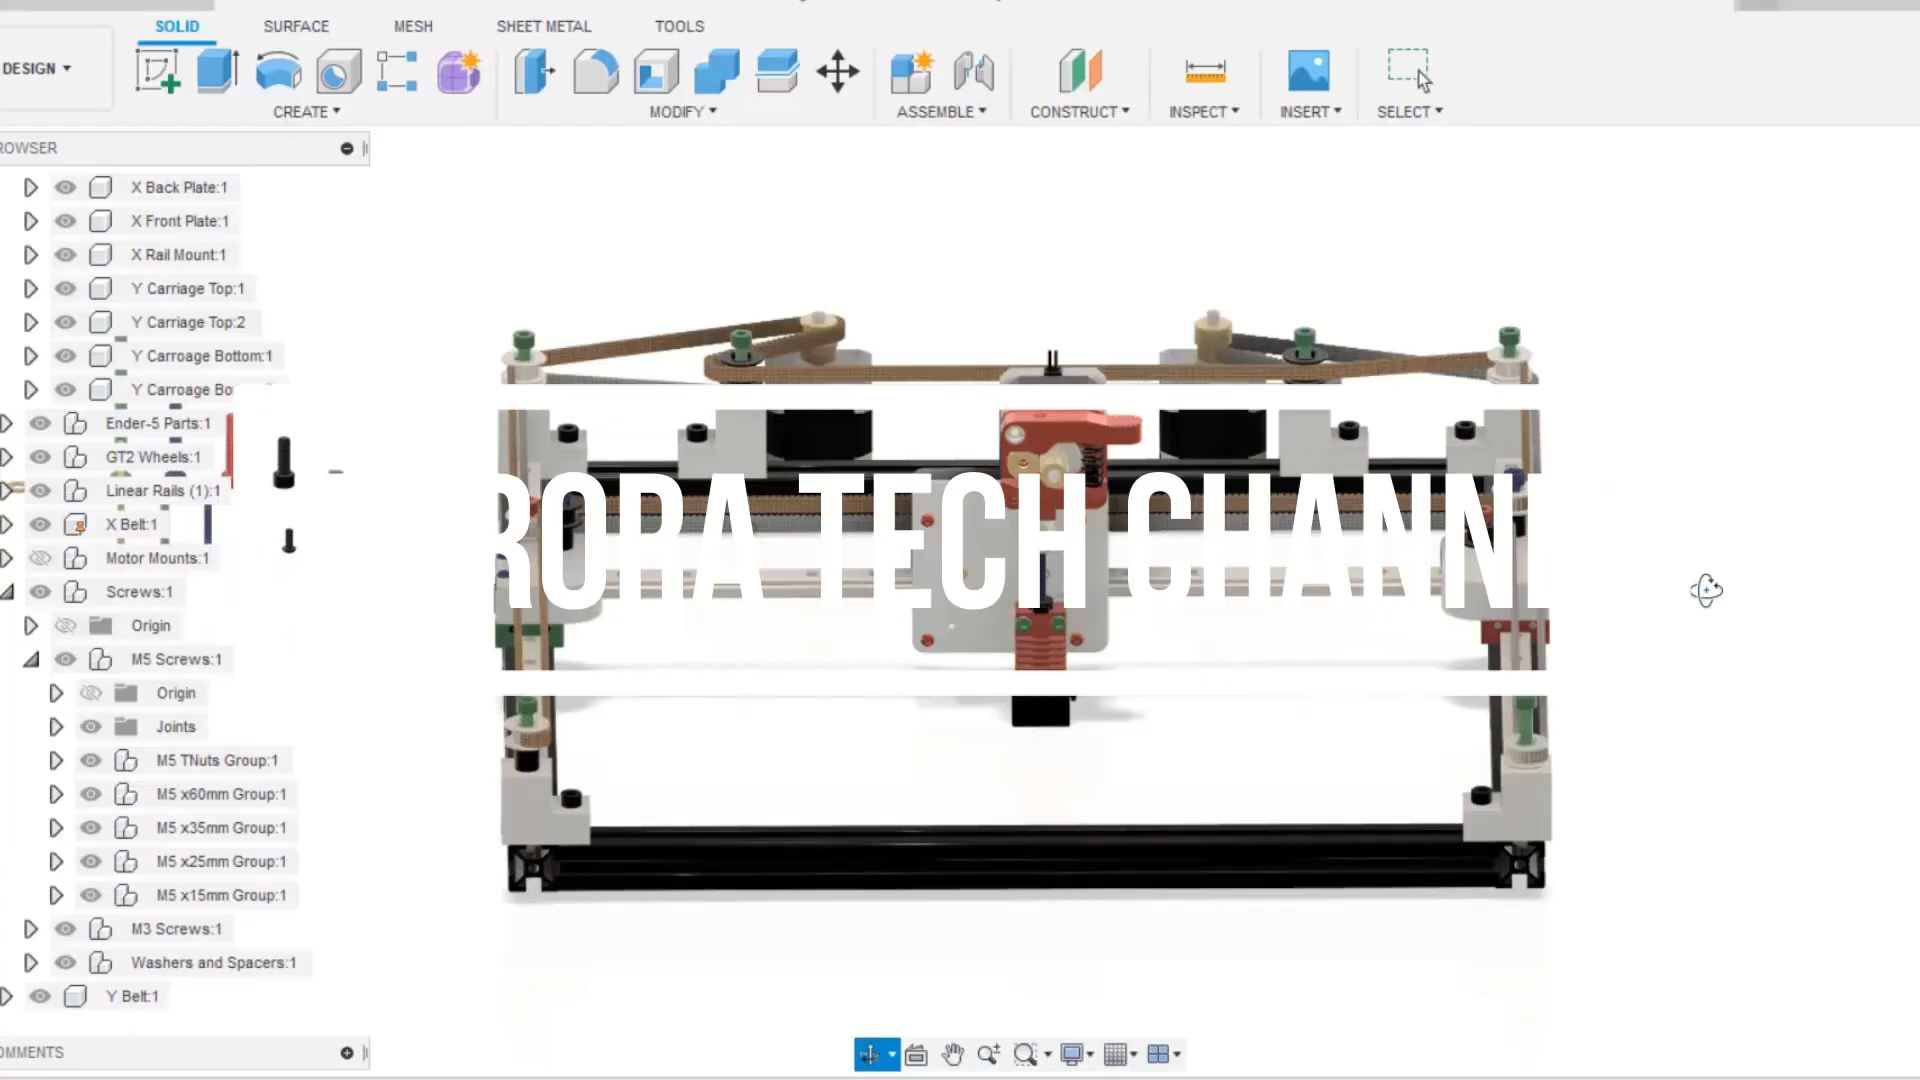 SOLID
SURFACE
MESH
SHEET METAL
TOOLS
DESIGN
CREATE
MODIFY
ASSEMBLE
CONSTRUCT
INSPECT
INSERT
SELECT
ROWSER
X Back Plate:1
X Front Plate:1
X Rail Mount:1
Y Carriage Top:1
Y Carriage Top:2
Y Carroage Bottom:1
Y Carroage Bo
Ender-5 Parts:1
GT2 Wheels:1
Linear Rails (1):1
X Belt:1
Motor Mounts:1
Screws:1
Origin
M5 Screws:1
Origin
Joints
M5 TNuts Group:1
M5 x60mm Group:1
M5 x35mm Group:1
M5 x25mm Group:1
M5 x15mm Group:1
M3 Screws:1
Washers and Spacers:1
Y Belt:1
OMMENTS
RORA TECH CHANN